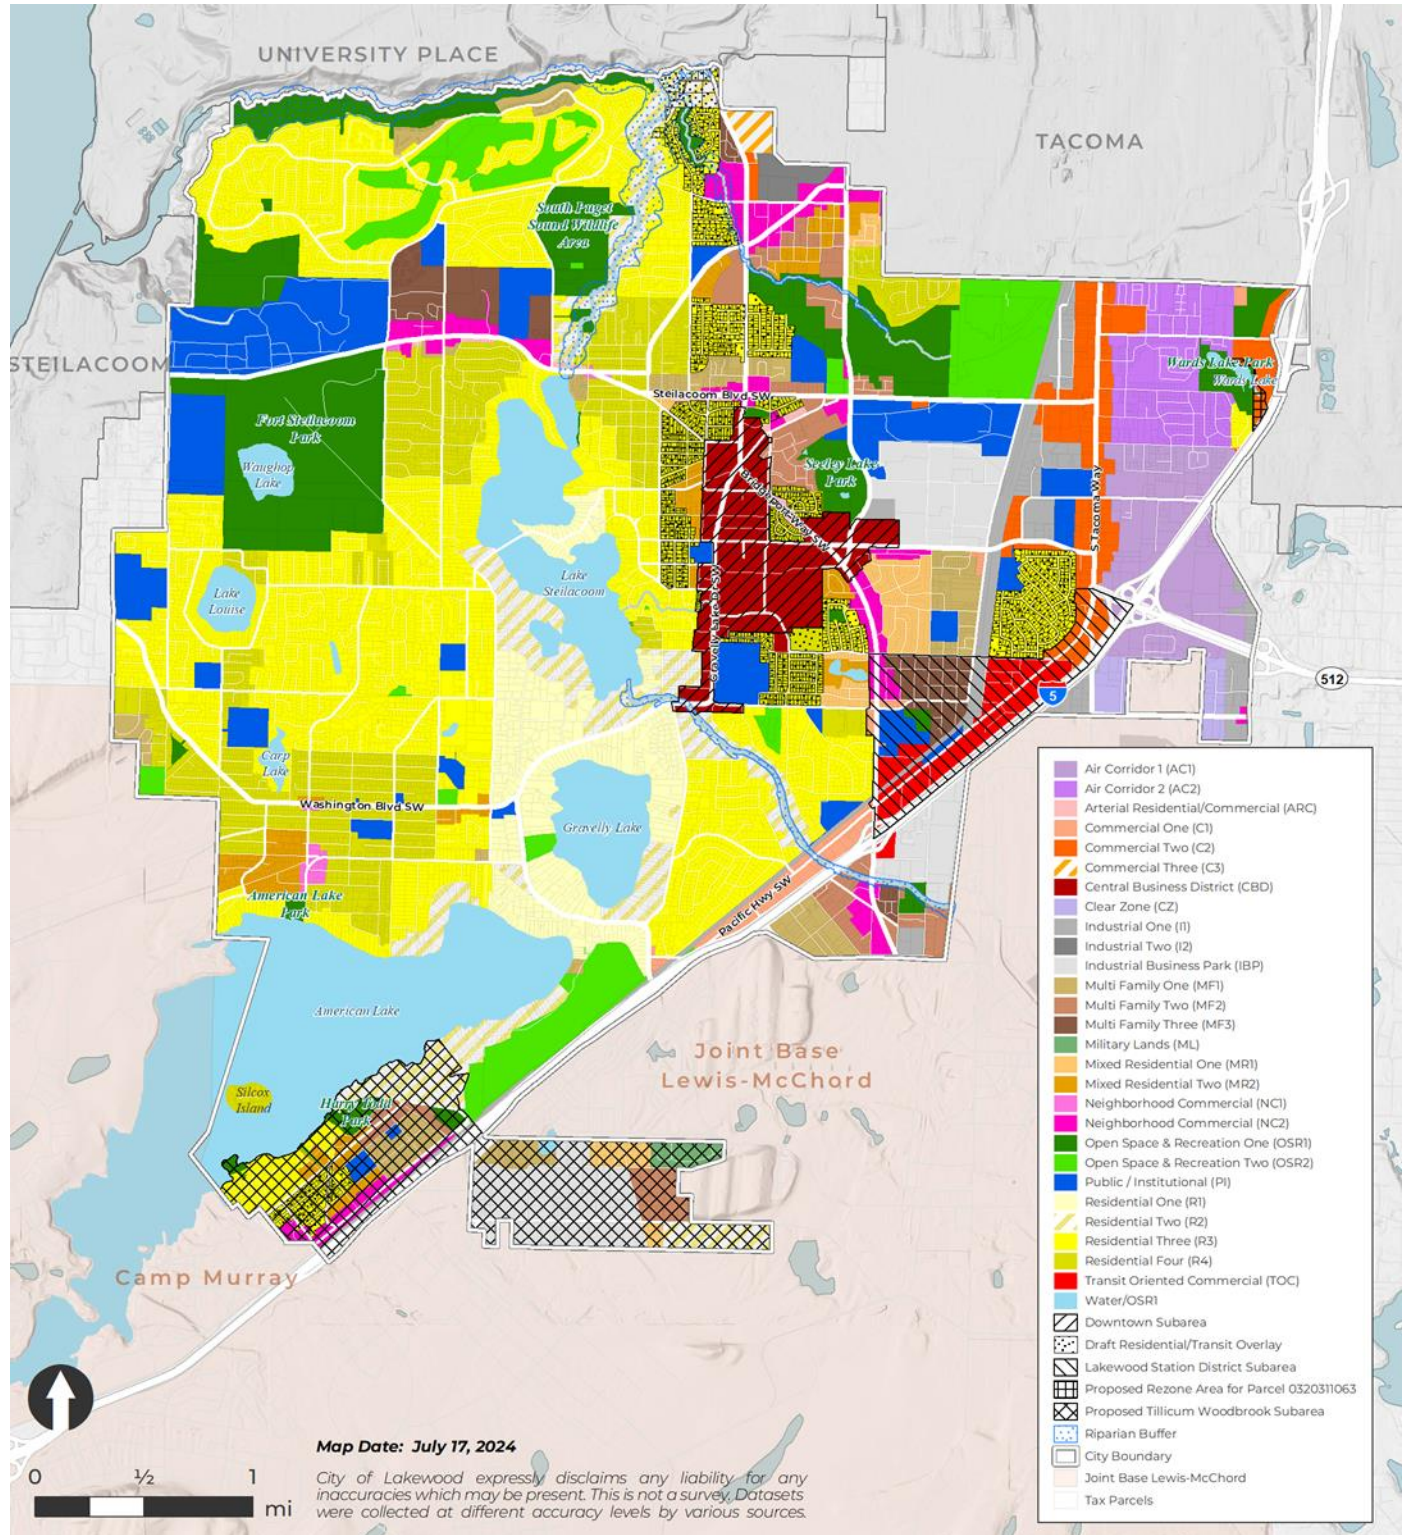 UNIVERSITY PLACE
TACOMA
South Puget
Sound Wildlife
Area
STEILACOOM
Wards Lake Park
Wards Lake
Steilacoom Blvd SW
Fort Steilacoom
Park
Waughop
Lake
Seeley Lake
Park
Bridgeport Way SW
S Tacoma Way
Lake
Louise
Lake
Steilacoom
Gravelly Lake Dr SW
512
5
Carp
Lake
Washington Blvd SW
Gravelly Lake
American Lake
Park
Pacific Hwy SW
American Lake
Joint Base
Lewis-McChord
Silcox
Island
Harry Todd
Park
Camp Murray
Air Corridor 1 (AC1)
Air Corridor 2 (AC2)
Arterial Residential/Commercial (ARC)
Commercial One (C1)
Commercial Two (C2)
Commercial Three (C3)
Central Business District (CBD)
Clear Zone (CZ)
Industrial One (I1)
Industrial Two (I2)
Industrial Business Park (IBP)
Multi Family One (MF1)
Multi Family Two (MF2)
Multi Family Three (MF3)
Military Lands (ML)
Mixed Residential One (MR1)
Mixed Residential Two (MR2)
Neighborhood Commercial (NC1)
Neighborhood Commercial (NC2)
Open Space & Recreation One (OSR1)
Open Space & Recreation Two (OSR2)
Public / Institutional (PI)
Residential One (R1)
Residential Two (R2)
Residential Three (R3)
Residential Four (R4)
Transit Oriented Commercial (TOC)
Water/OSR1
Downtown Subarea
Draft Residential/Transit Overlay
Lakewood Station District Subarea
Proposed Rezone Area for Parcel 0320311063
Proposed Tillicum Woodbrook Subarea
Riparian Buffer
City Boundary
Joint Base Lewis-McChord
Tax Parcels
0 ½ 1
mi
Map Date: July 17, 2024
City of Lakewood expressly disclaims any liability for any
inaccuracies which may be present. This is not a survey. Datasets
were collected at different accuracy levels by various sources.